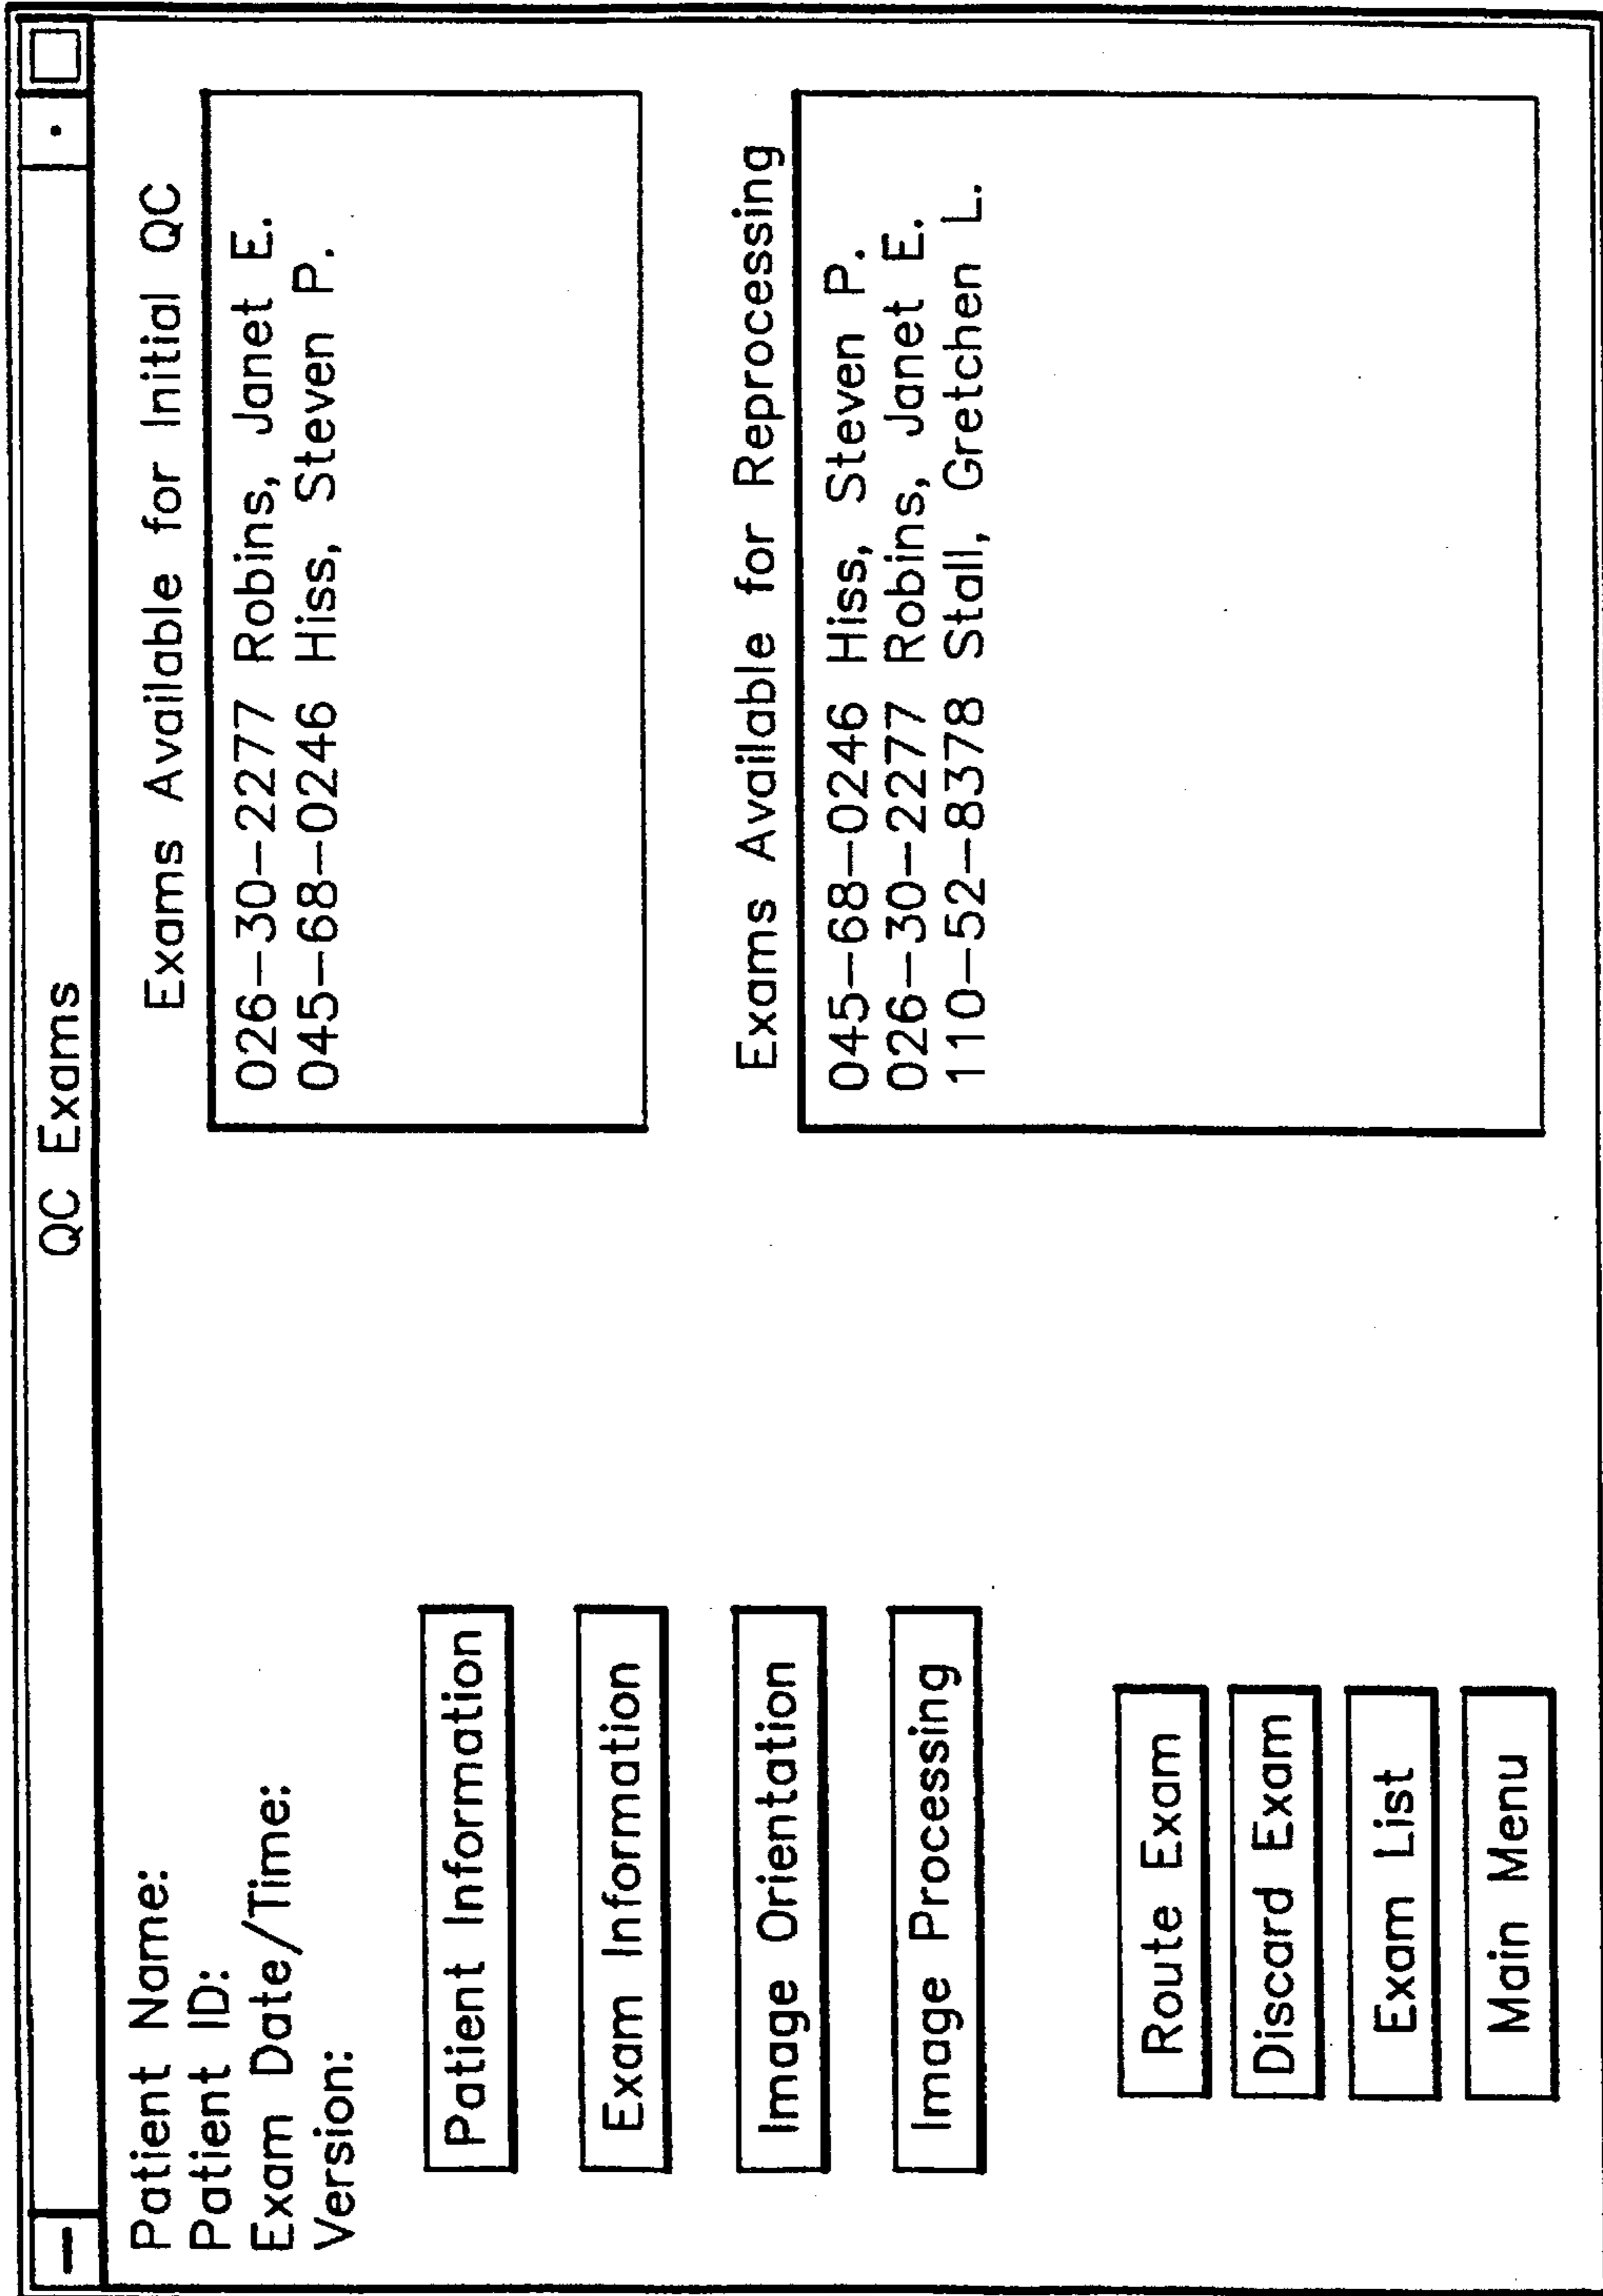 QC Exams
Patient Name:
Patient ID:
Exam Date/Time:
Version:
Patient Information
Exam Information
Image Orientation
Image Processing
Route Exam
Discard Exam
Exam List
Main Menu
Exams Available for Initial QC
026-30-2277 Robins, Janet E.
045-68-0246 Hiss, Steven P.
Exams Available for Reprocessing
045-68-0246 Hiss, Steven P.
026-30-2277 Robins, Janet E.
110-52-8378 Stall, Gretchen L.